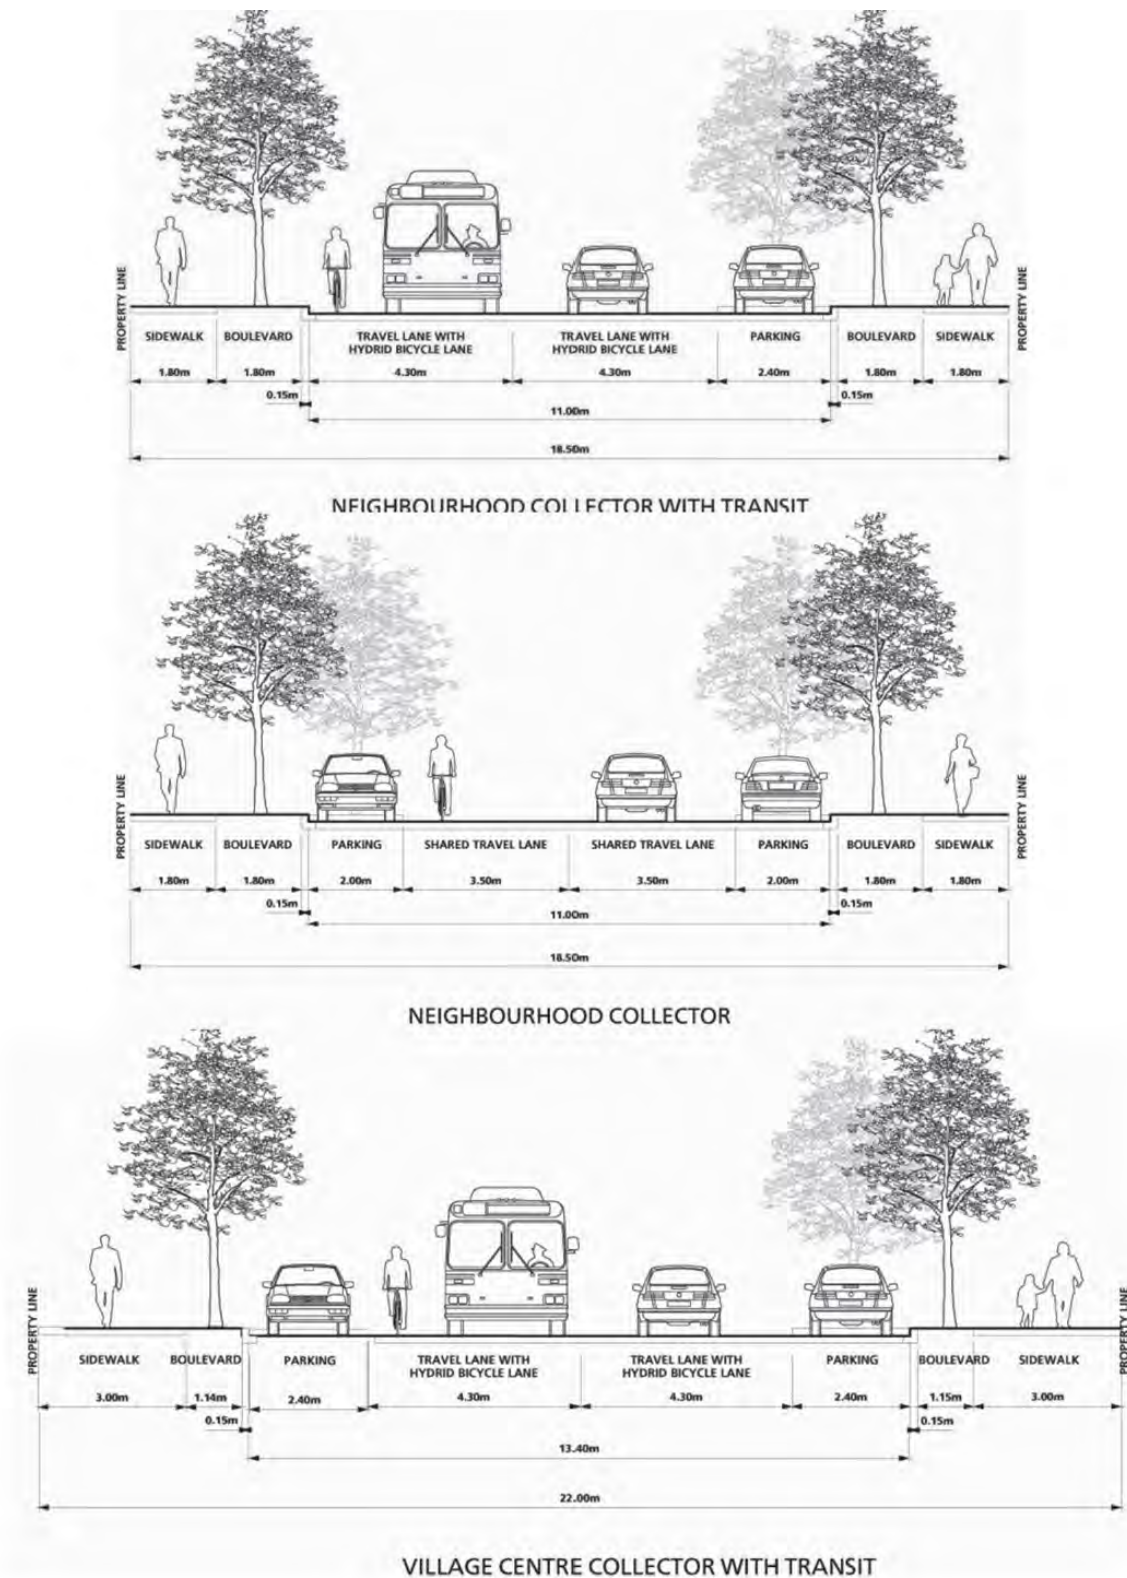 PROPERTY LINE
SIDEWALK BOULEVARD TRAVEL LANE WITH TRAVEL LANE WITH PARKING BOULEVARD SIDEWALK
HYDRID BICYCLE LANE HYDRID BICYCLE LANE
PROPERTY LINE
1.80m 1.80m 4.30m 4.30m 2.40m 1.80m 1.80m
0.15m 0.15m
11.00m
18.50m
NEIGHBOURHOOD COLLECTOR WITH TRANSIT
PROPERTY LINE
SIDEWALK BOULEVARD PARKING SHARED TRAVEL LANE SHARED TRAVEL LANE PARKING BOULEVARD SIDEWALK
PROPERTY LINE
1.80m 1.80m 2.00m 3.50m 3.50m 2.00m 1.80m 1.80m
0.15m 0.15m
11.00m
18.50m
NEIGHBOURHOOD COLLECTOR
PROPERTY LINE
SIDEWALK BOULEVARD PARKING TRAVEL LANE WITH TRAVEL LANE WITH PARKING BOULEVARD SIDEWALK
HYDRID BICYCLE LANE HYDRID BICYCLE LANE
PROPERTY LINE
3.00m 1.14m 2.40m 4.30m 4.30m 2.40m 1.15m 3.00m
0.15m 0.15m
13.40m
22.00m
VILLAGE CENTRE COLLECTOR WITH TRANSIT